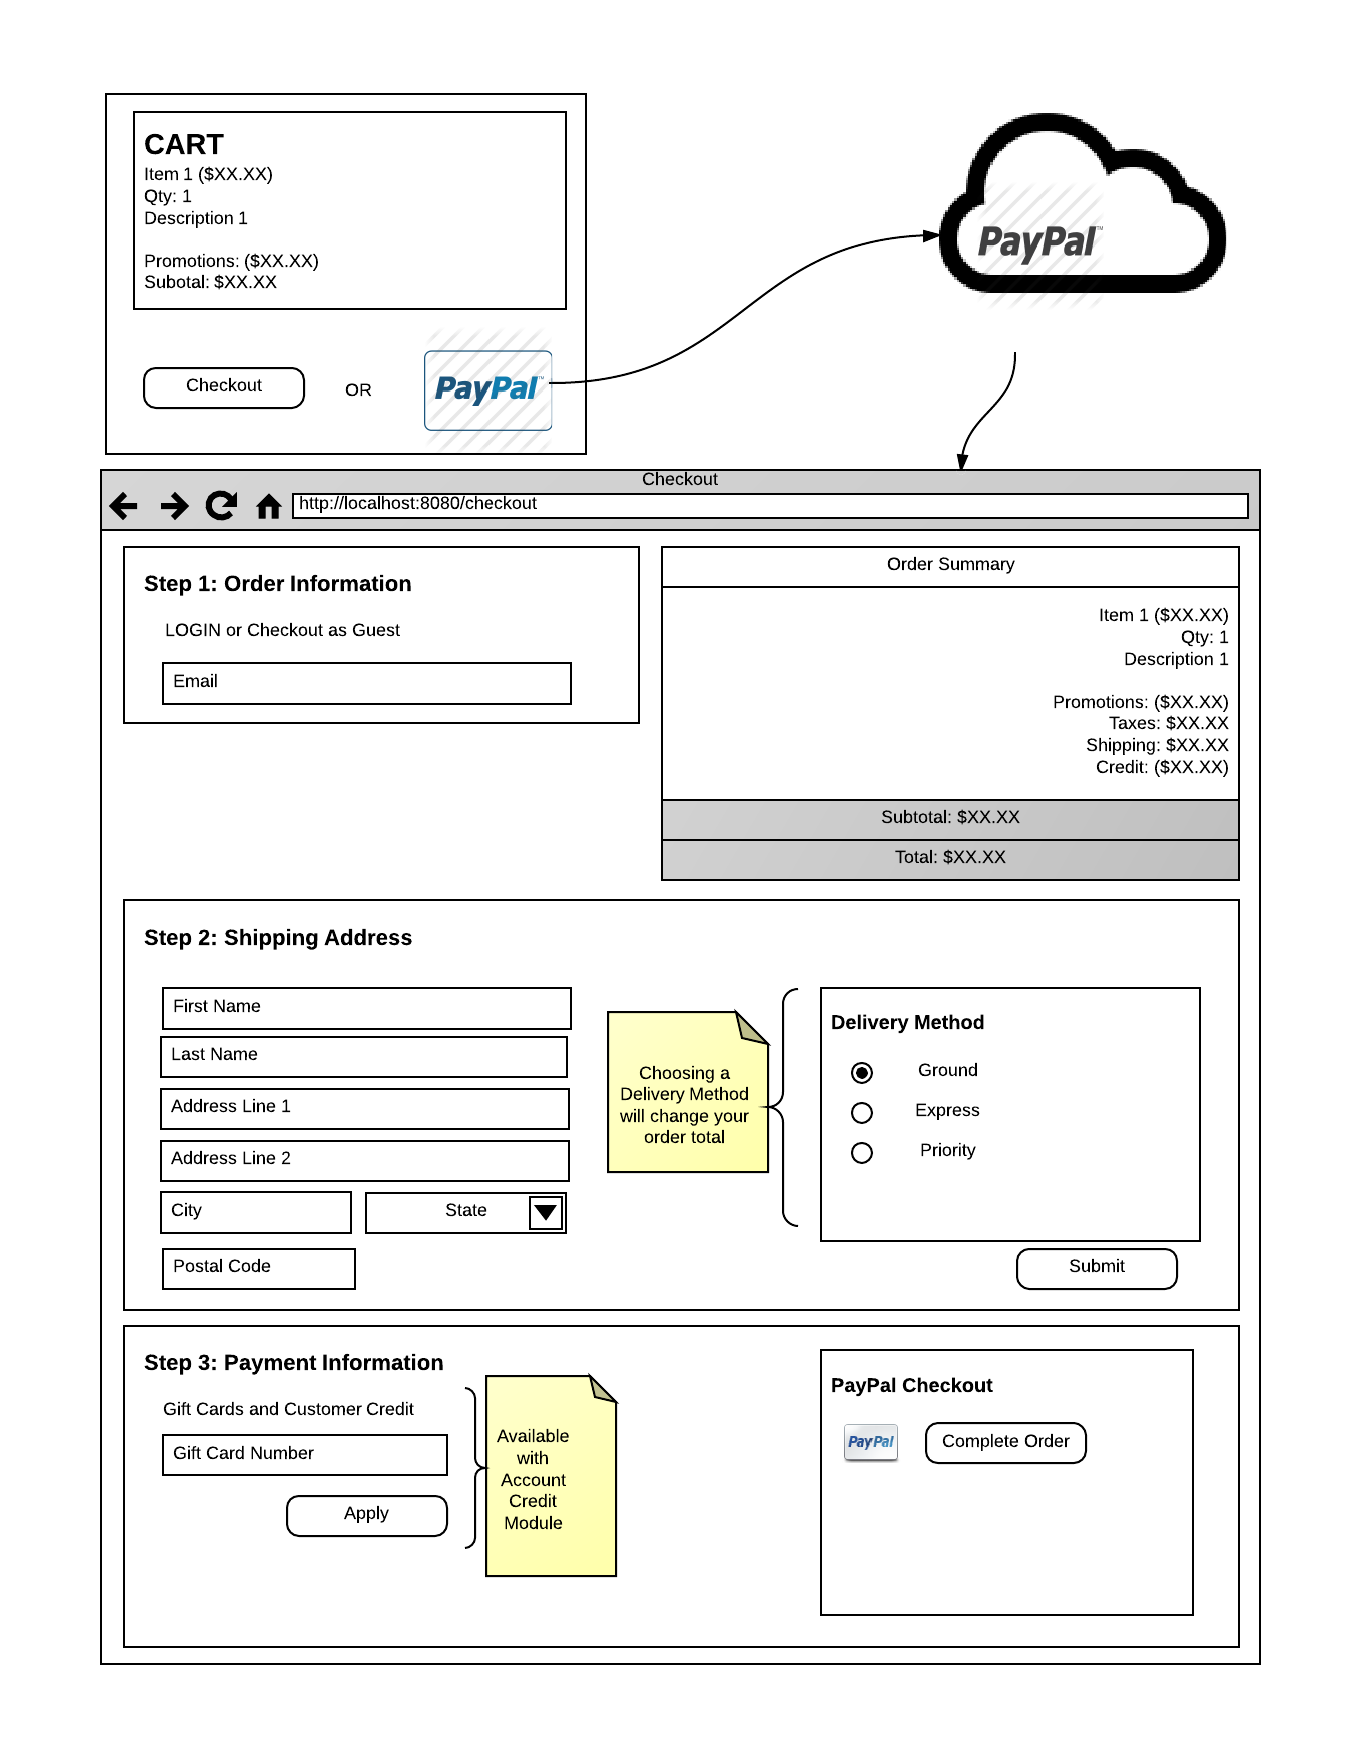 CART
Item 1 ($XX.XX)
Qty: 1
Description 1
Promotions: ($XX.XX)
Subotal: $XX.XX
Checkout
OR
PayPal™
PayPal™
Checkout
http://localhost:8080/checkout
Step 1: Order Information
LOGIN or Checkout as Guest
Email
Order Summary
Item 1 ($XX.XX)
Qty: 1
Description 1
Promotions: ($XX.XX)
Taxes: $XX.XX
Shipping: $XX.XX
Credit: ($XX.XX)
Subtotal: $XX.XX
Total: $XX.XX
Step 2: Shipping Address
First Name
Last Name
Address Line 1
Address Line 2
City
State
Postal Code
Choosing a
Delivery Method
will change your
order total
Delivery Method
Ground
Express
Priority
Submit
Step 3: Payment Information
Gift Cards and Customer Credit
Gift Card Number
Apply
Available
with
Account
Credit
Module
PayPal Checkout
PayPal
Complete Order